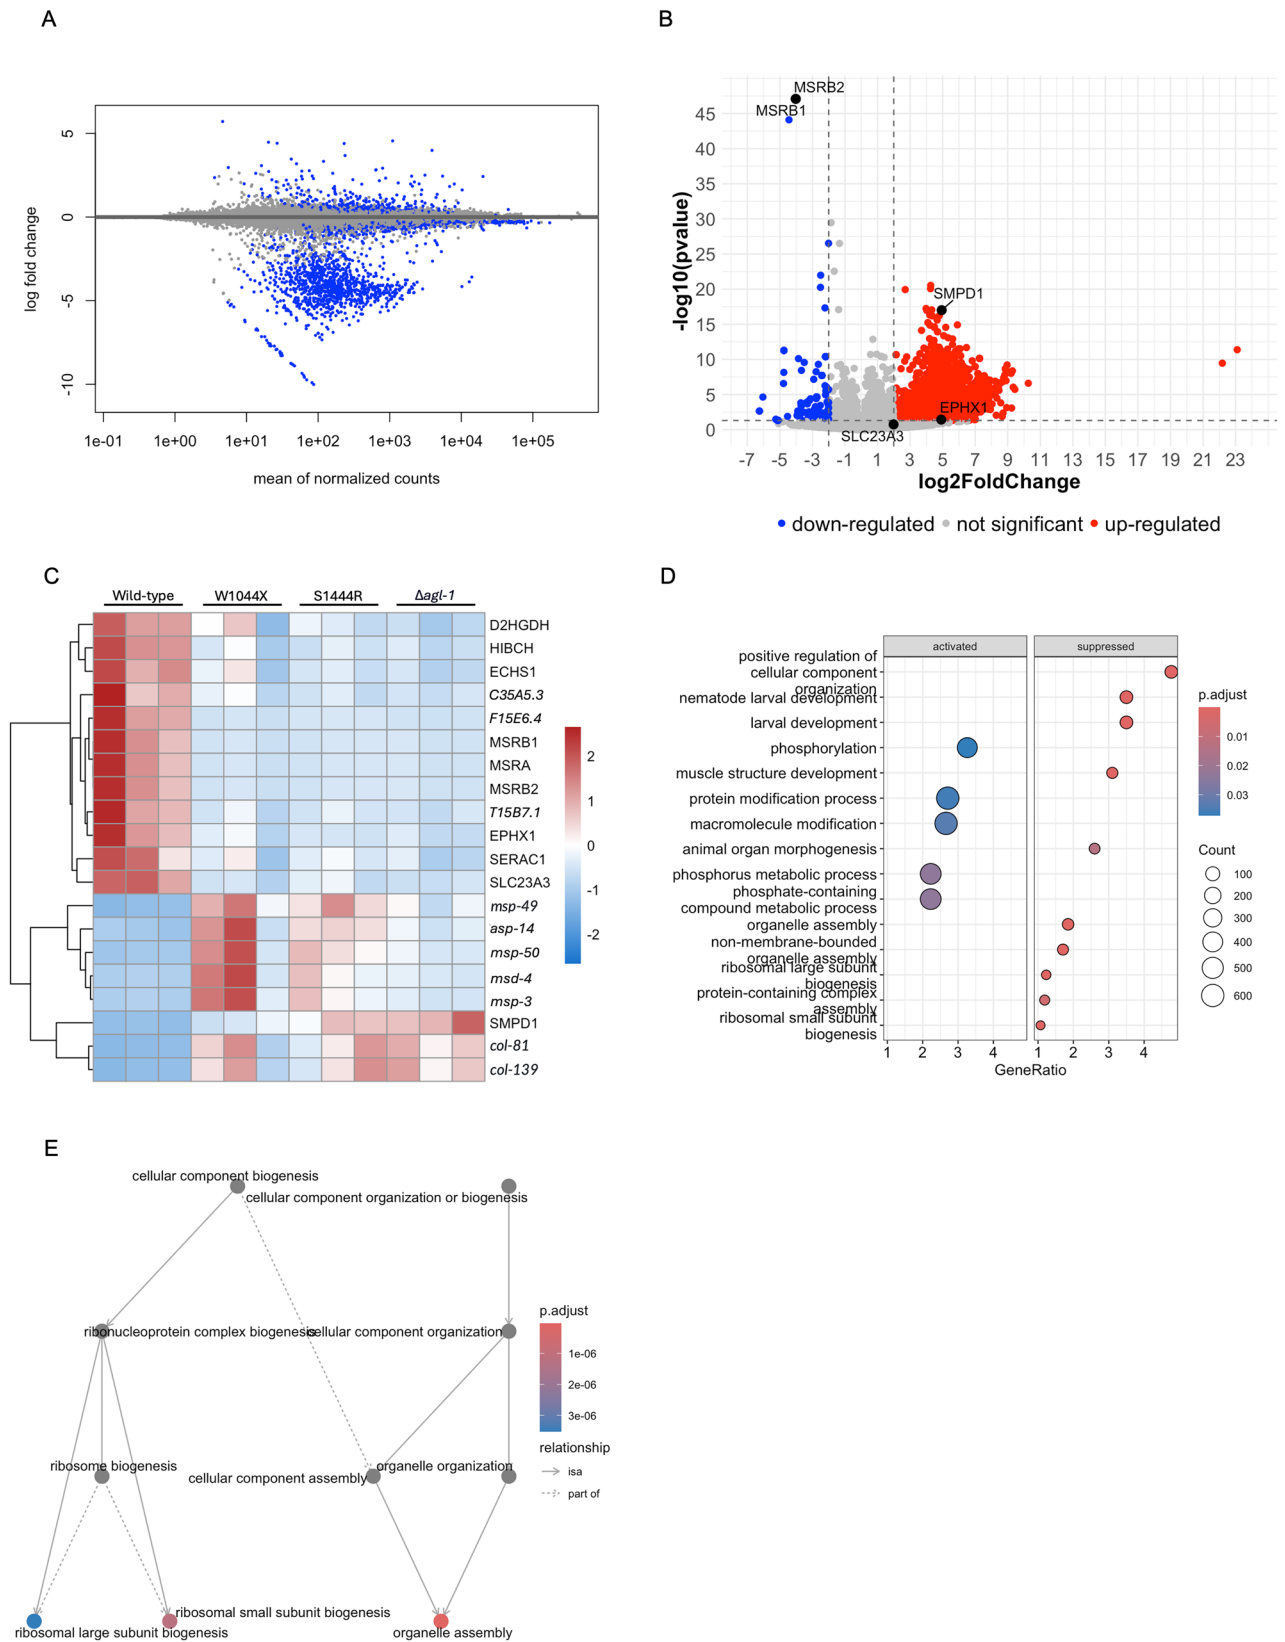 A
5
0
-5
-10
log fold change
1e-01 1e+00 1e+01 1e+02 1e+03 1e+04 1e+05
mean of normalized counts
B
MSRB2
MSRB1
SMPD1
EPHX1
SLC23A3
45
40
35
30
25
20
15
10
5
0
-log10(pvalue)
-7 -5 -3 -1 1 3 5 7 9 11 13 15 17 19 21 23
log2FoldChange
down-regulated not significant up-regulated
C
Wild-type W1044X S1444R Δagl-1
D2HGDH
HIBCH
ECHS1
C35A5.3
F15E6.4
MSRB1
MSRA
MSRB2
T15B7.1
EPHX1
SERAC1
SLC23A3
msp-49
asp-14
msp-50
msd-4
msp-3
SMPD1
col-81
col-139
2
1
0
-1
-2
D
activated suppressed
positive regulation of
cellular component
organization
nematode larval development
larval development
phosphorylation
muscle structure development
protein modification process
macromolecule modification
animal organ morphogenesis
phosphorus metabolic process
phosphate-containing
compound metabolic process
organelle assembly
non-membrane-bounded
organelle assembly
ribosomal large subunit
biogenesis
protein-containing complex
assembly
ribosomal small subunit
biogenesis
1 2 3 4 1 2 3 4
GeneRatio
p.adjust
0.01
0.02
0.03
Count
100
200
300
400
500
600
E
cellular component biogenesis
cellular component organization or biogenesis
ribonucleoprotein complex biogenesis
cellular component organization
ribosome biogenesis
organelle organization
cellular component assembly
ribosomal small subunit biogenesis
ribosomal large subunit biogenesis
organelle assembly
p.adjust
1e-06
2e-06
3e-06
relationship
isa
part of